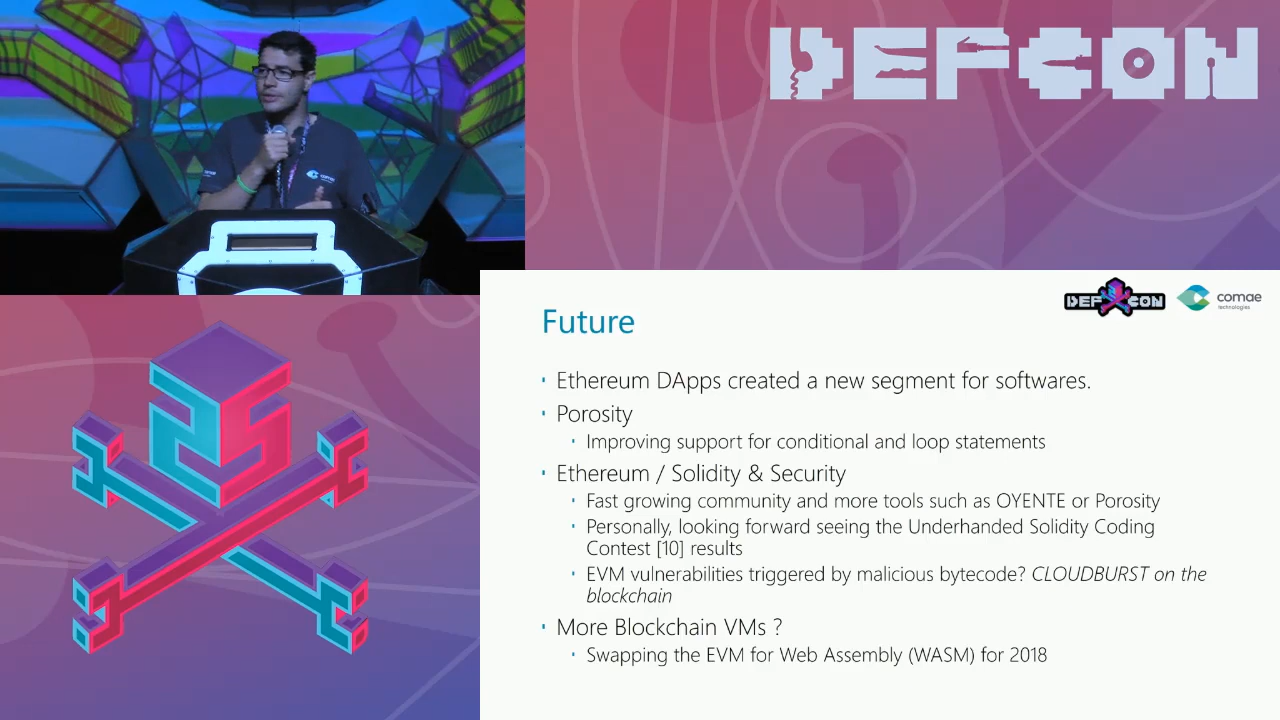 DEFCON
DEF CON
comae
technologies
Future
Ethereum DApps created a new segment for softwares.
Porosity
Improving support for conditional and loop statements
Ethereum / Solidity & Security
Fast growing community and more tools such as OYENTE or Porosity
Personally, looking forward seeing the Underhanded Solidity Coding
Contest [10] results
EVM vulnerabilities triggered by malicious bytecode? CLOUDBURST on the
blockchain
More Blockchain VMs ?
Swapping the EVM for Web Assembly (WASM) for 2018